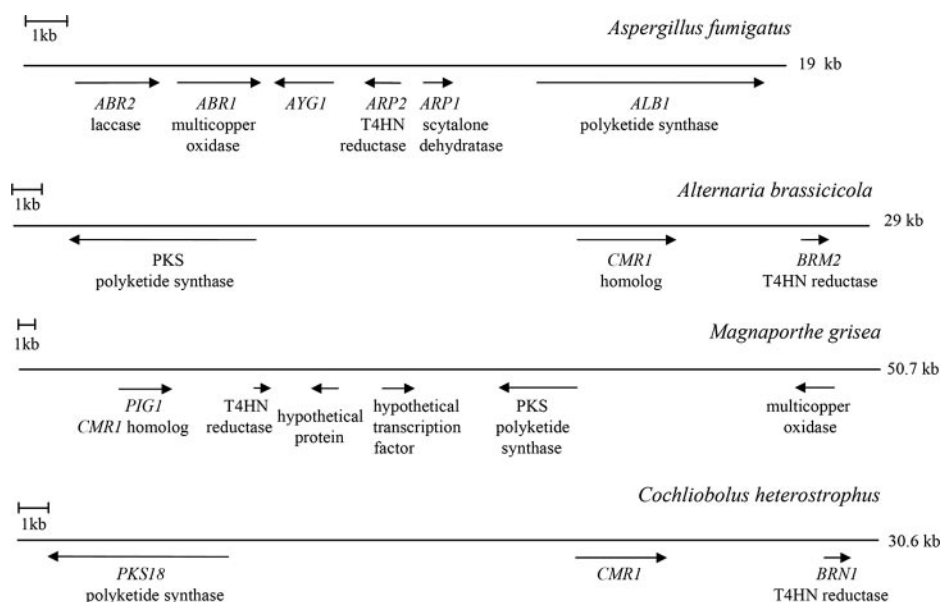 1kb
Aspergillus fumigatus
19 kb
ABR2 ABR1 AYG1 ARP2 ARP1 ALB1
laccase multicopper T4HN scytalone polyketide synthase
oxidase reductase dehydratase
1kb
Alternaria brassicicola
29 kb
PKS CMR1 BRM2
polyketide synthase homolog T4HN reductase
1kb
Magnaporthe grisea
50.7 kb
PIG1 T4HN hypothetical hypothetical PKS multicopper
CMR1 homolog reductase protein transcription polyketide oxidase
factor synthase
1kb
Cochliobolus heterostrophus
30.6 kb
PKS18 CMR1 BRN1
polyketide synthase T4HN reductase